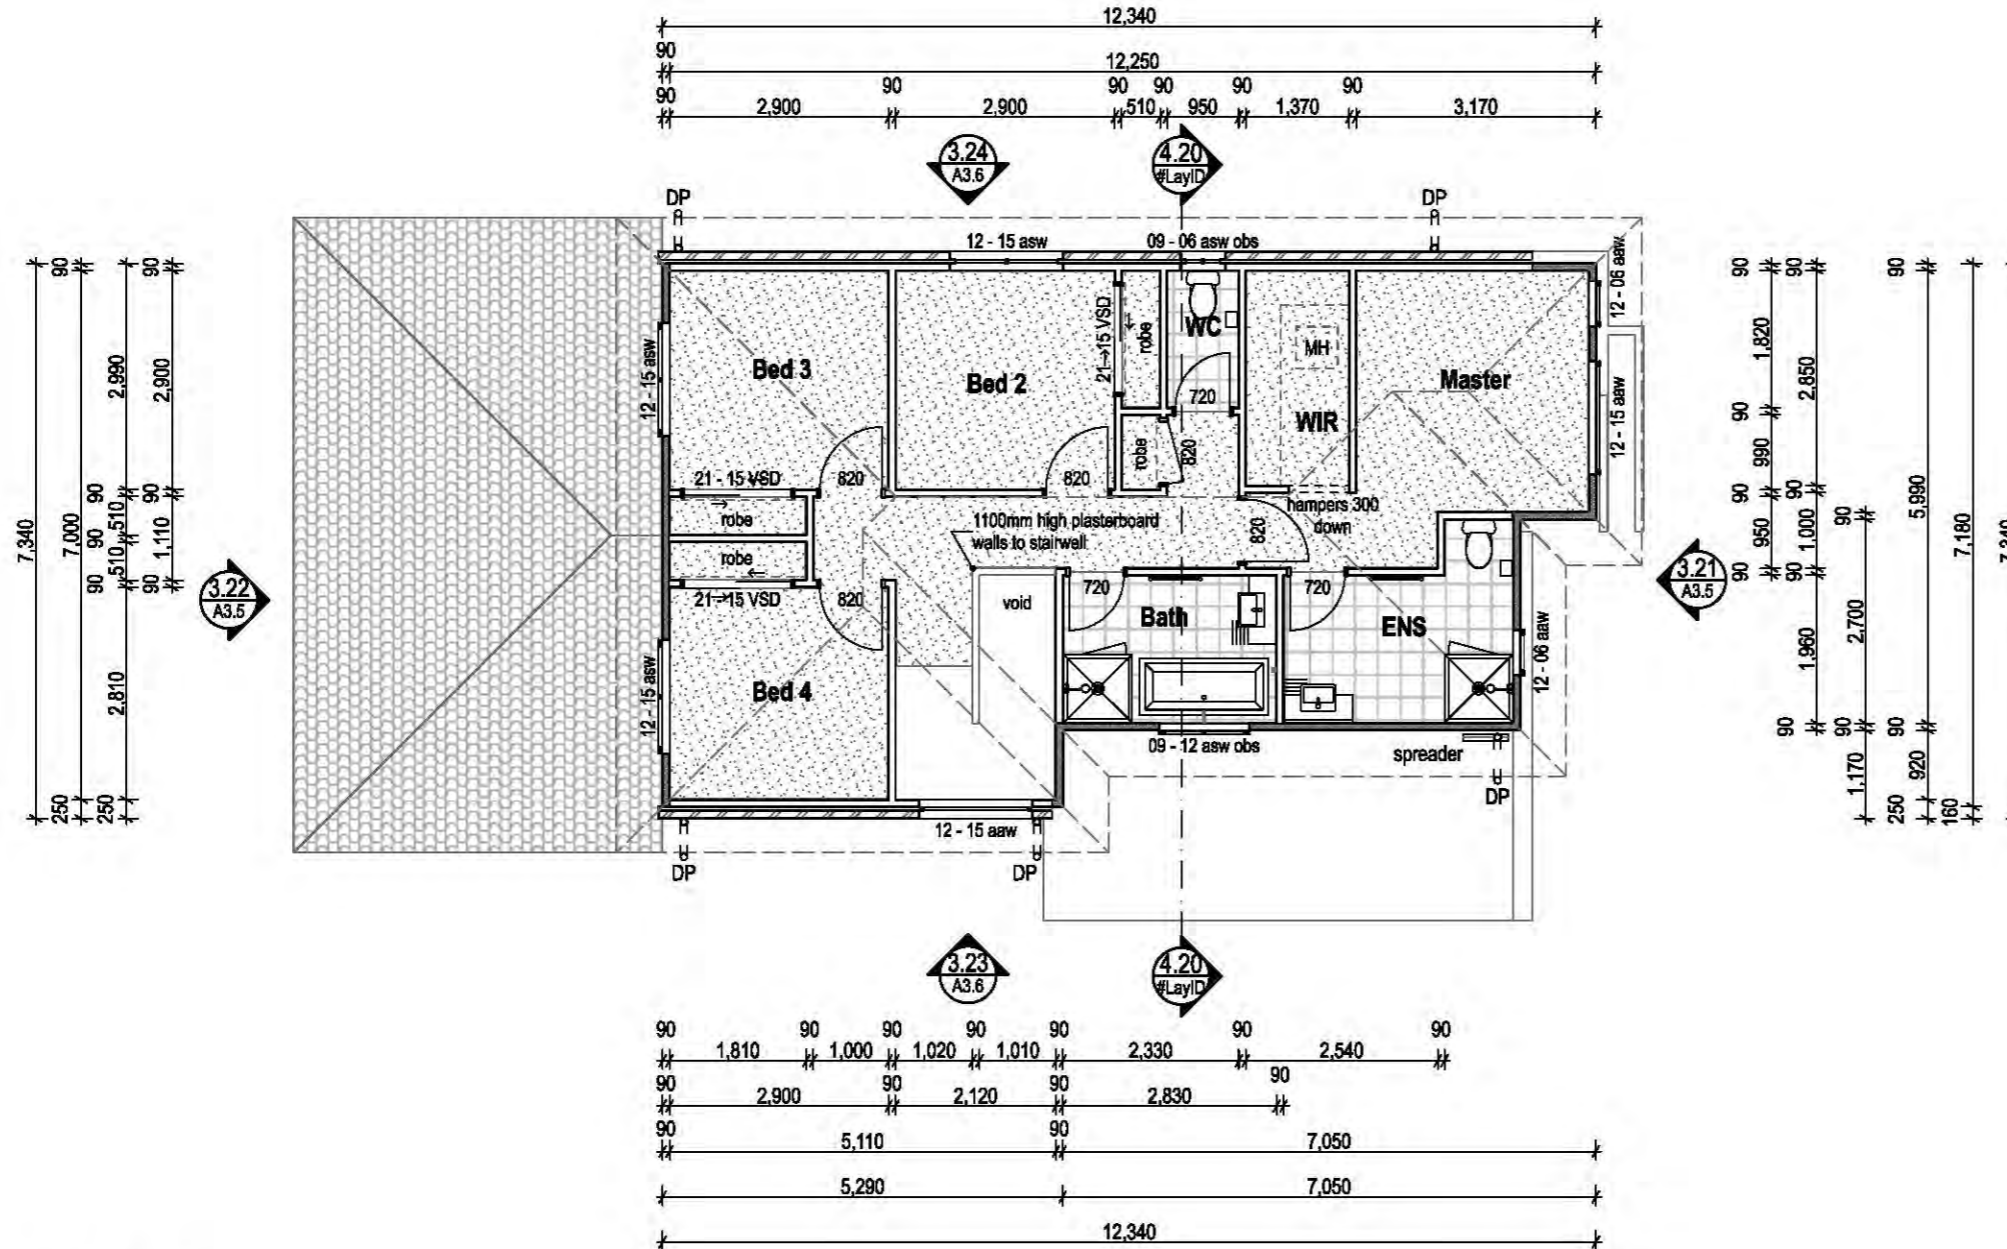 12,340
90
12,250
90 90 90 90 90 90
2,900 2,900 510 950 1,370 3,170
3.24
A3.6
4.20
#LayID
DP
DP
12 - 15 asw
09 - 06 asw obs
12 - 06 aaw
12 - 15 asw
Bed 3
Bed 2
21 - 15 VSD
robe
WC
MH
WIR
Master
12 - 15 aaw
720
820
robe
820
820
21 - 15 VSD
robe
robe
21 - 15 VSD
820
1100mm high plasterboard
walls to stairwell
820
hampers 300
down
void
720
Bath
720
ENS
12 - 15 asw
Bed 4
12 - 06 aaw
09 - 12 asw obs
spreader
DP
12 - 15 aaw
DP
DP
3.22
A3.5
3.21
A3.5
7,340
90
7,000
250
90
2,990
90
510
90
510
90
2,810
250
90
2,900
90
1,110
90
90
1,820
90
990
90
950
90
90
2,850
90
1,000
90
1,960
90
90
2,700
90
1,170
90
5,990
90
920
250
7,180
160
7,340
3.23
A3.6
4.20
#LayID
90 90 90 90 90 90 90
1,810 1,000 1,020 1,010 2,330 2,540
90 90 90 90
2,900 2,120 2,830
90 90
5,110 7,050
5,290 7,050
12,340